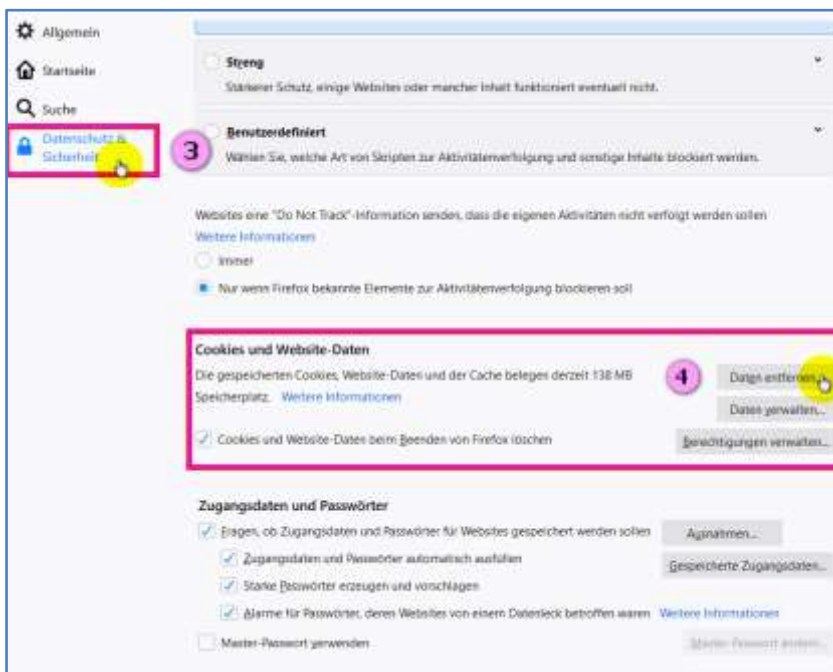 Allgemein
Startseite
Suche
Datenschutz &
Sicherheit
3
Streng
Stärkerer Schutz, einige Websites oder mancher Inhalt funktioniert eventuell nicht.
Benutzerdefiniert
Wählen Sie, welche Art von Skripten zur Aktivitätenverfolgung und sonstige Inhalte blockiert werden.
Websites eine "Do Not Track"-Information senden, dass die eigenen Aktivitäten nicht verfolgt werden sollen
Weitere Informationen
Immer
Nur wenn Firefox bekannte Elemente zur Aktivitätenverfolgung blockieren soll
Cookies und Website-Daten
Die gespeicherten Cookies, Website-Daten und der Cache belegen derzeit 138 MB
Speicherplatz. Weitere Informationen
4
Daten entfernen...
Daten verwalten...
Cookies und Website-Daten beim Beenden von Firefox löschen
Berechtigungen verwalten...
Zugangsdaten und Passwörter
Fragen, ob Zugangsdaten und Passwörter für Websites gespeichert werden sollen
Ausnahmen...
Zugangsdaten und Passwörter automatisch ausfüllen
Gespeicherte Zugangsdaten...
Starke Passwörter erzeugen und vorschlagen
Alarme für Passwörter, deren Websites von einem Datenleck betroffen waren Weitere Informationen
Master-Passwort verwenden
Master-Passwort ändern...